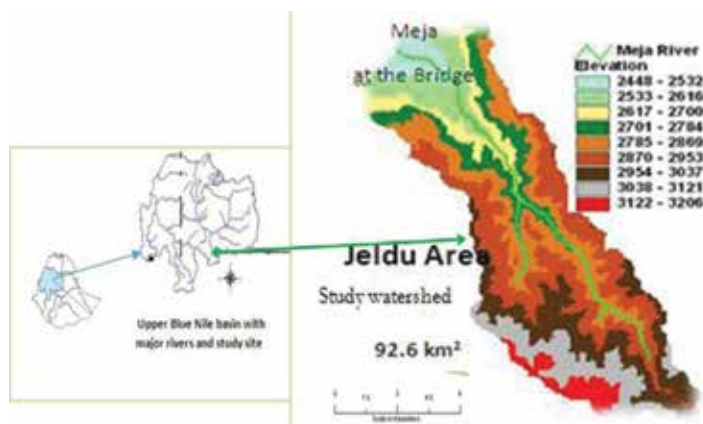 Meja
at the Bridge
Meja River
Elevation
2448 - 2532
2533 - 2616
2617 - 2700
2701 - 2784
2785 - 2869
2870 - 2953
2954 - 3037
3038 - 3121
3122 - 3206
Jeldu Area
Study watershed
92.6 km²
Upper Blue Nile basin with
major rivers and study site